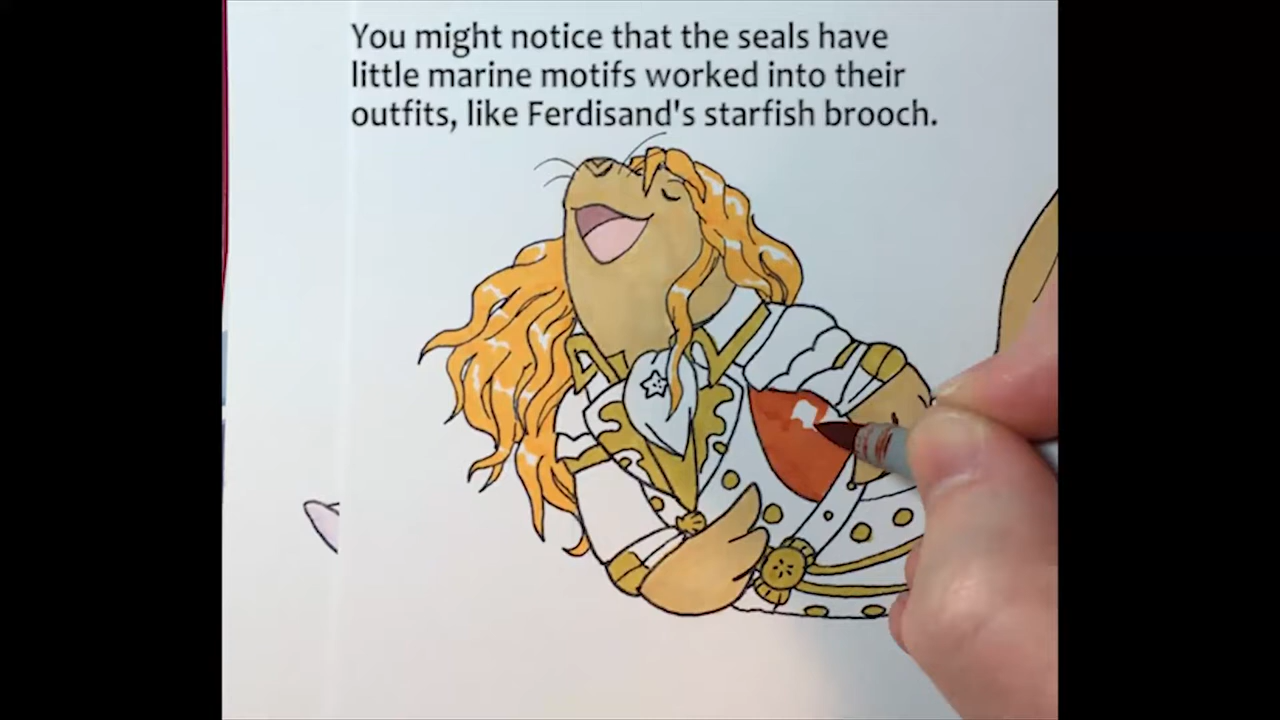 You might notice that the seals have
little marine motifs worked into their
outfits, like Ferdisand's starfish brooch.